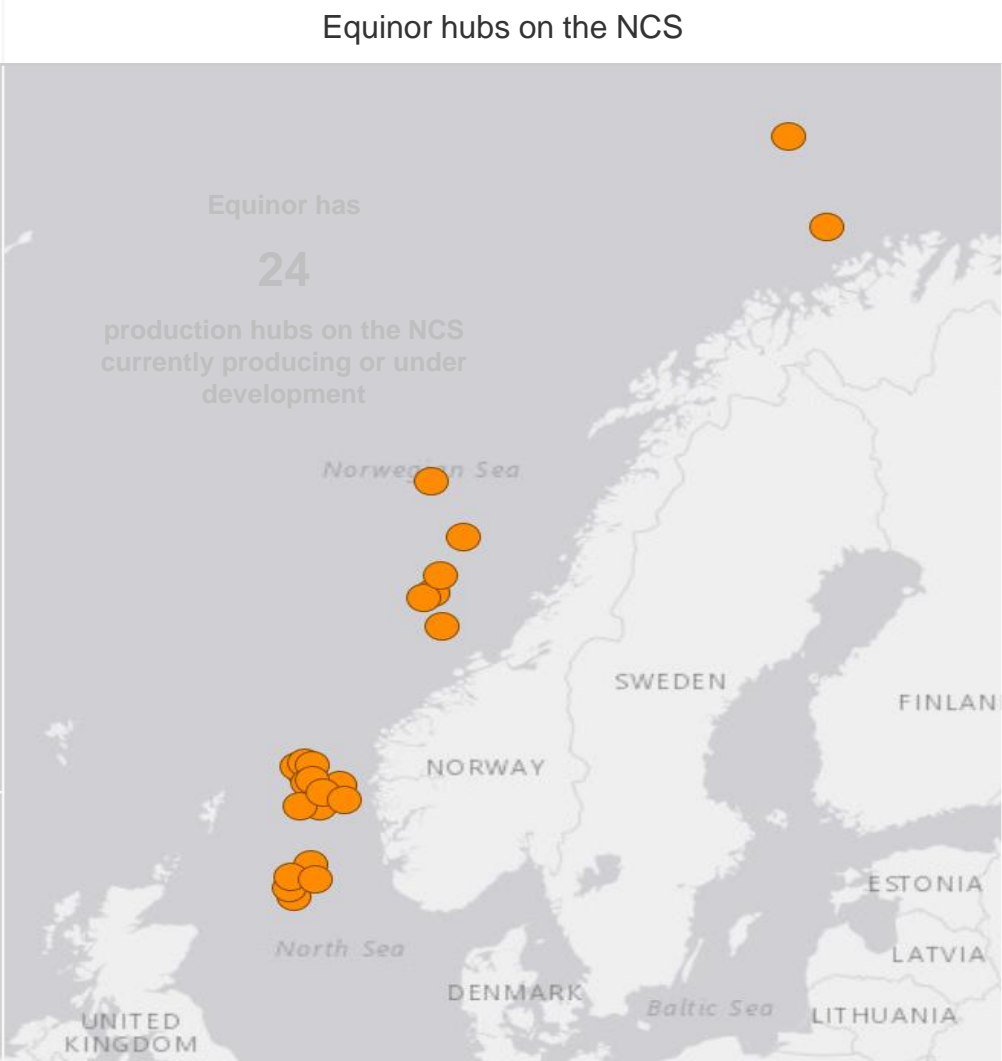 Equinor hubs on the NCS
Equinor has
24
production hubs on the NCS
currently producing or under
development
Norwegian Sea
SWEDEN
FINLAN
NORWAY
ESTONIA
North Sea
LATVIA
DENMARK
Baltic Sea
LITHUANIA
UNITED
KINGDOM